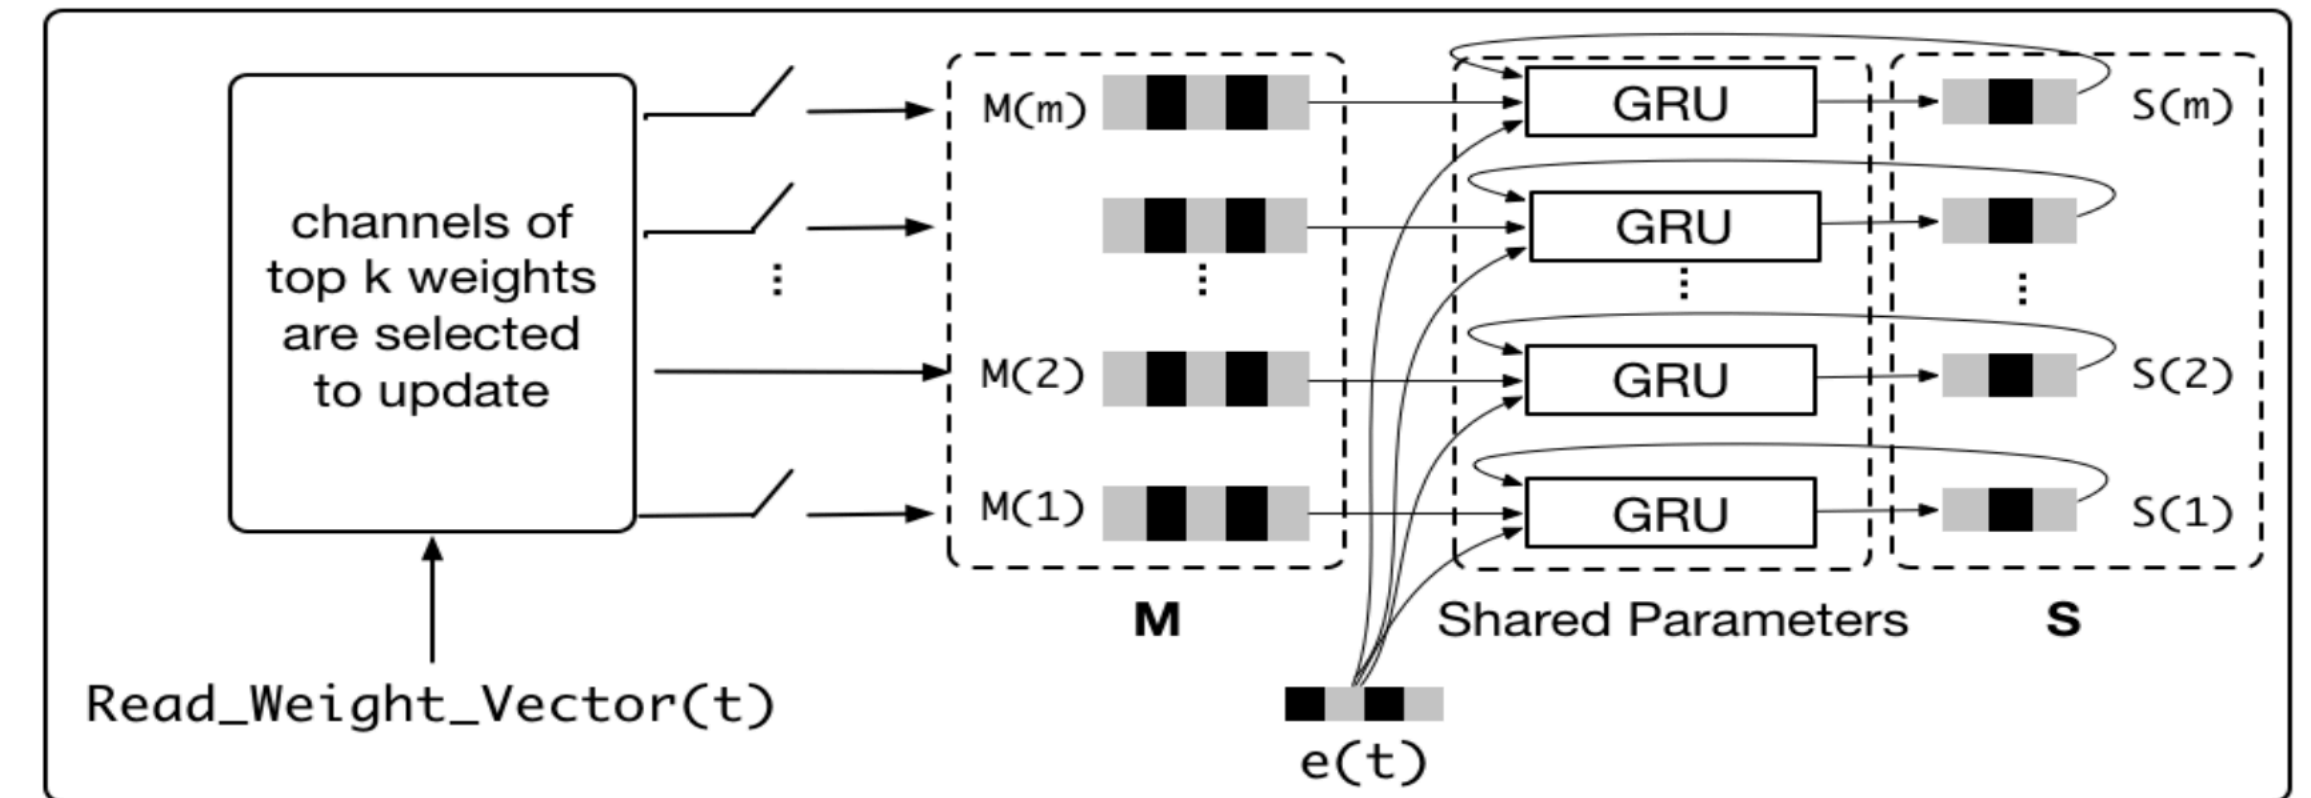 channels of
top k weights
are selected
to update
Read_Weight_Vector(t)
M(m)
M(2)
M(1)
M
GRU
GRU
GRU
GRU
Shared Parameters
S(m)
S(2)
S(1)
S
e(t)